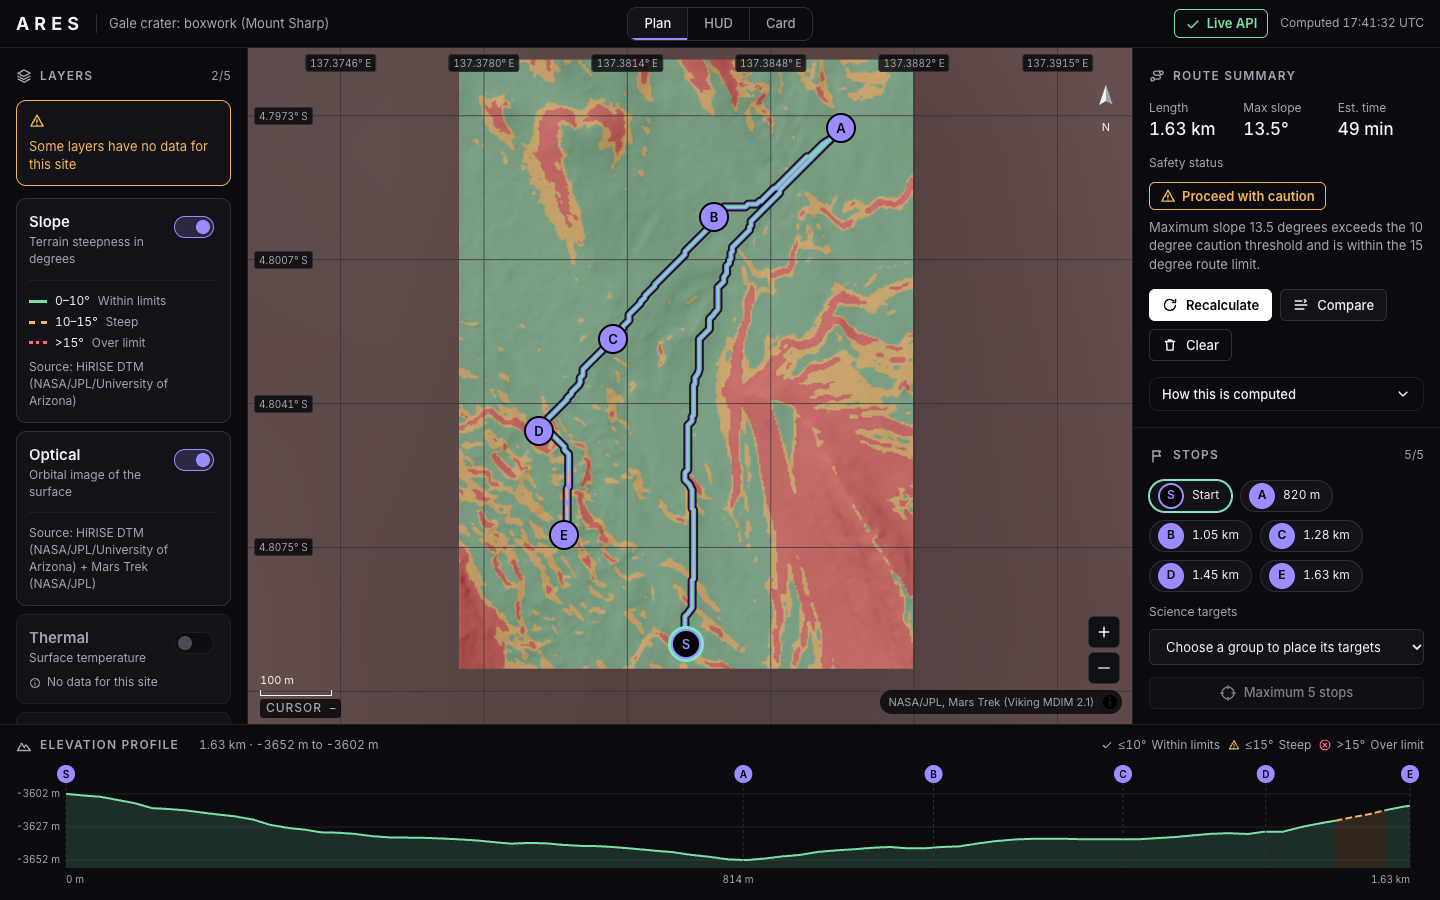 ARES
Gale crater: boxwork (Mount Sharp)
Plan
HUD
Card
Live API
Computed 17:41:32 UTC
LAYERS
2/5
Some layers have no data for
this site
Slope
Terrain steepness in
degrees
0–10° Within limits
10–15° Steep
>15° Over limit
Source: HiRISE DTM
(NASA/JPL/University of
Arizona)
Optical
Orbital image of the
surface
Source: HiRISE DTM
(NASA/JPL/University of
Arizona) + Mars Trek
(NASA/JPL)
Thermal
Surface temperature
No data for this site
137.3746° E
137.3780° E
137.3814° E
137.3848° E
137.3882° E
137.3915° E
4.7973° S
4.8007° S
4.8041° S
4.8075° S
N
A
B
C
D
E
S
100 m
CURSOR –
+
−
NASA/JPL, Mars Trek (Viking MDIM 2.1)
ROUTE SUMMARY
Length
1.63 km
Max slope
13.5°
Est. time
49 min
Safety status
Proceed with caution
Maximum slope 13.5 degrees exceeds the 10
degree caution threshold and is within the 15
degree route limit.
Recalculate
Compare
Clear
How this is computed
STOPS
5/5
S Start
A 820 m
B 1.05 km
C 1.28 km
D 1.45 km
E 1.63 km
Science targets
Choose a group to place its targets
Maximum 5 stops
ELEVATION PROFILE
1.63 km · -3652 m to -3602 m
≤10° Within limits
≤15° Steep
>15° Over limit
S
A
B
C
D
E
-3602 m
-3627 m
-3652 m
0 m
814 m
1.63 km